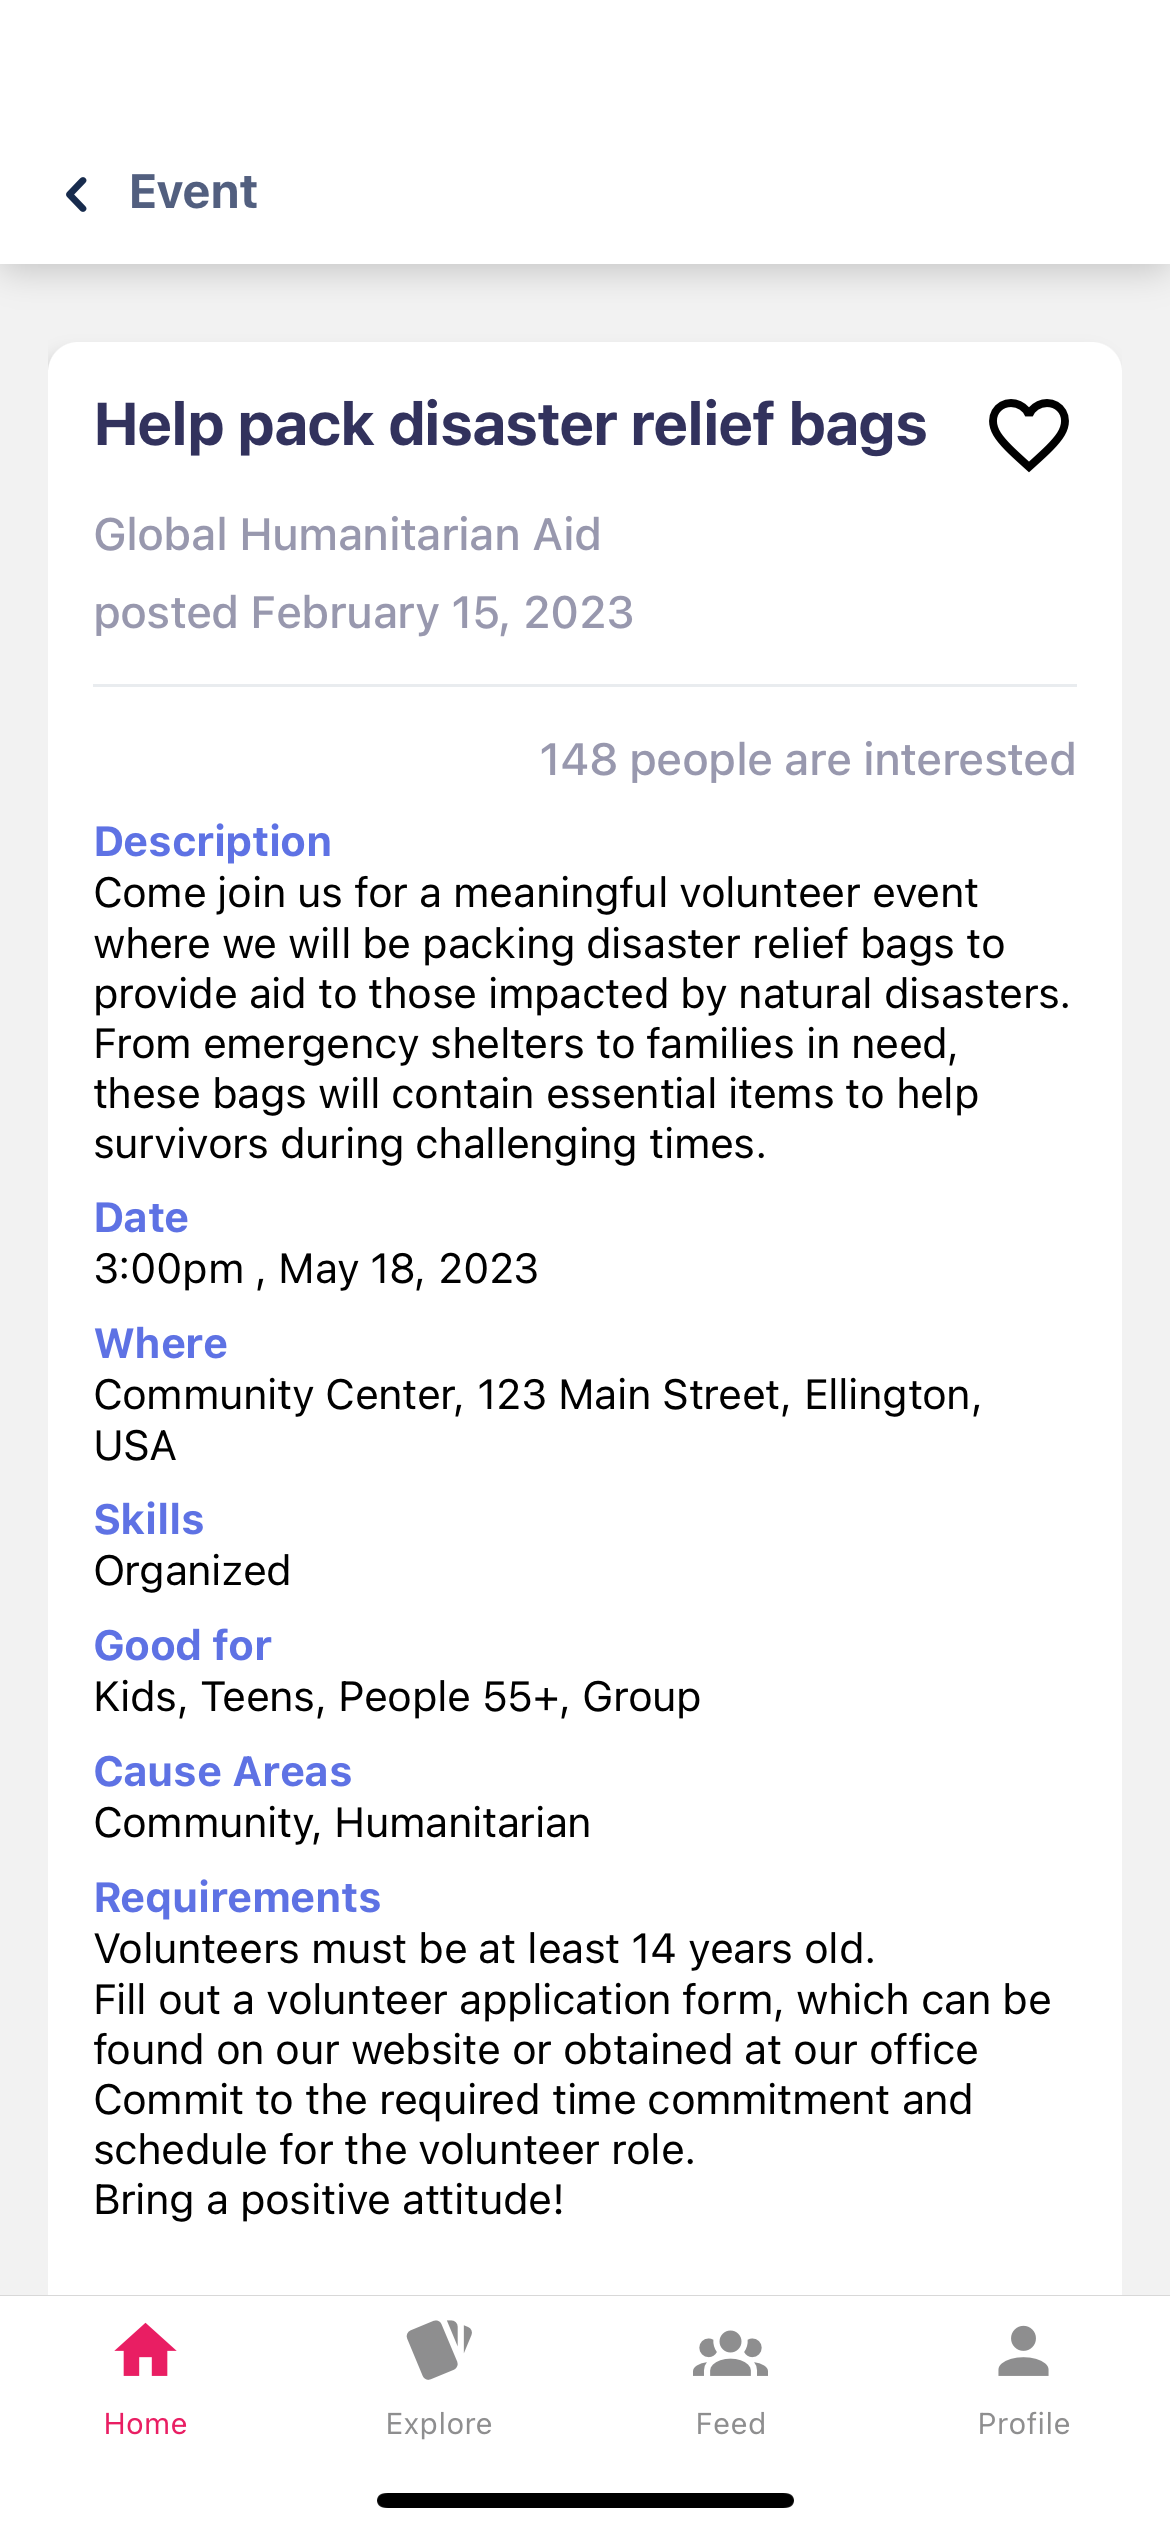 Event
Help pack disaster relief bags
Global Humanitarian Aid
posted February 15, 2023
148 people are interested
Description
Come join us for a meaningful volunteer event
where we will be packing disaster relief bags to
provide aid to those impacted by natural disasters.
From emergency shelters to families in need,
these bags will contain essential items to help
survivors during challenging times.
Date
3:00pm , May 18, 2023
Where
Community Center, 123 Main Street, Ellington,
USA
Skills
Organized
Good for
Kids, Teens, People 55+, Group
Cause Areas
Community, Humanitarian
Requirements
Volunteers must be at least 14 years old.
Fill out a volunteer application form, which can be
found on our website or obtained at our office
Commit to the required time commitment and
schedule for the volunteer role.
Bring a positive attitude!
Home
Explore
Feed
Profile